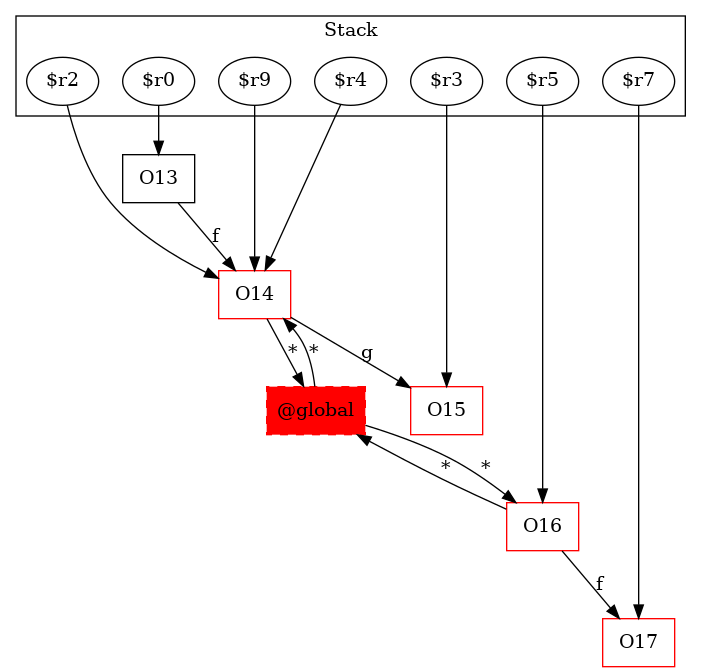 Stack
$r2 $r0 $r9 $r4 $r3 $r5 $r7
O13
f
O14
* * g
@global O15
* *
O16
f
O17